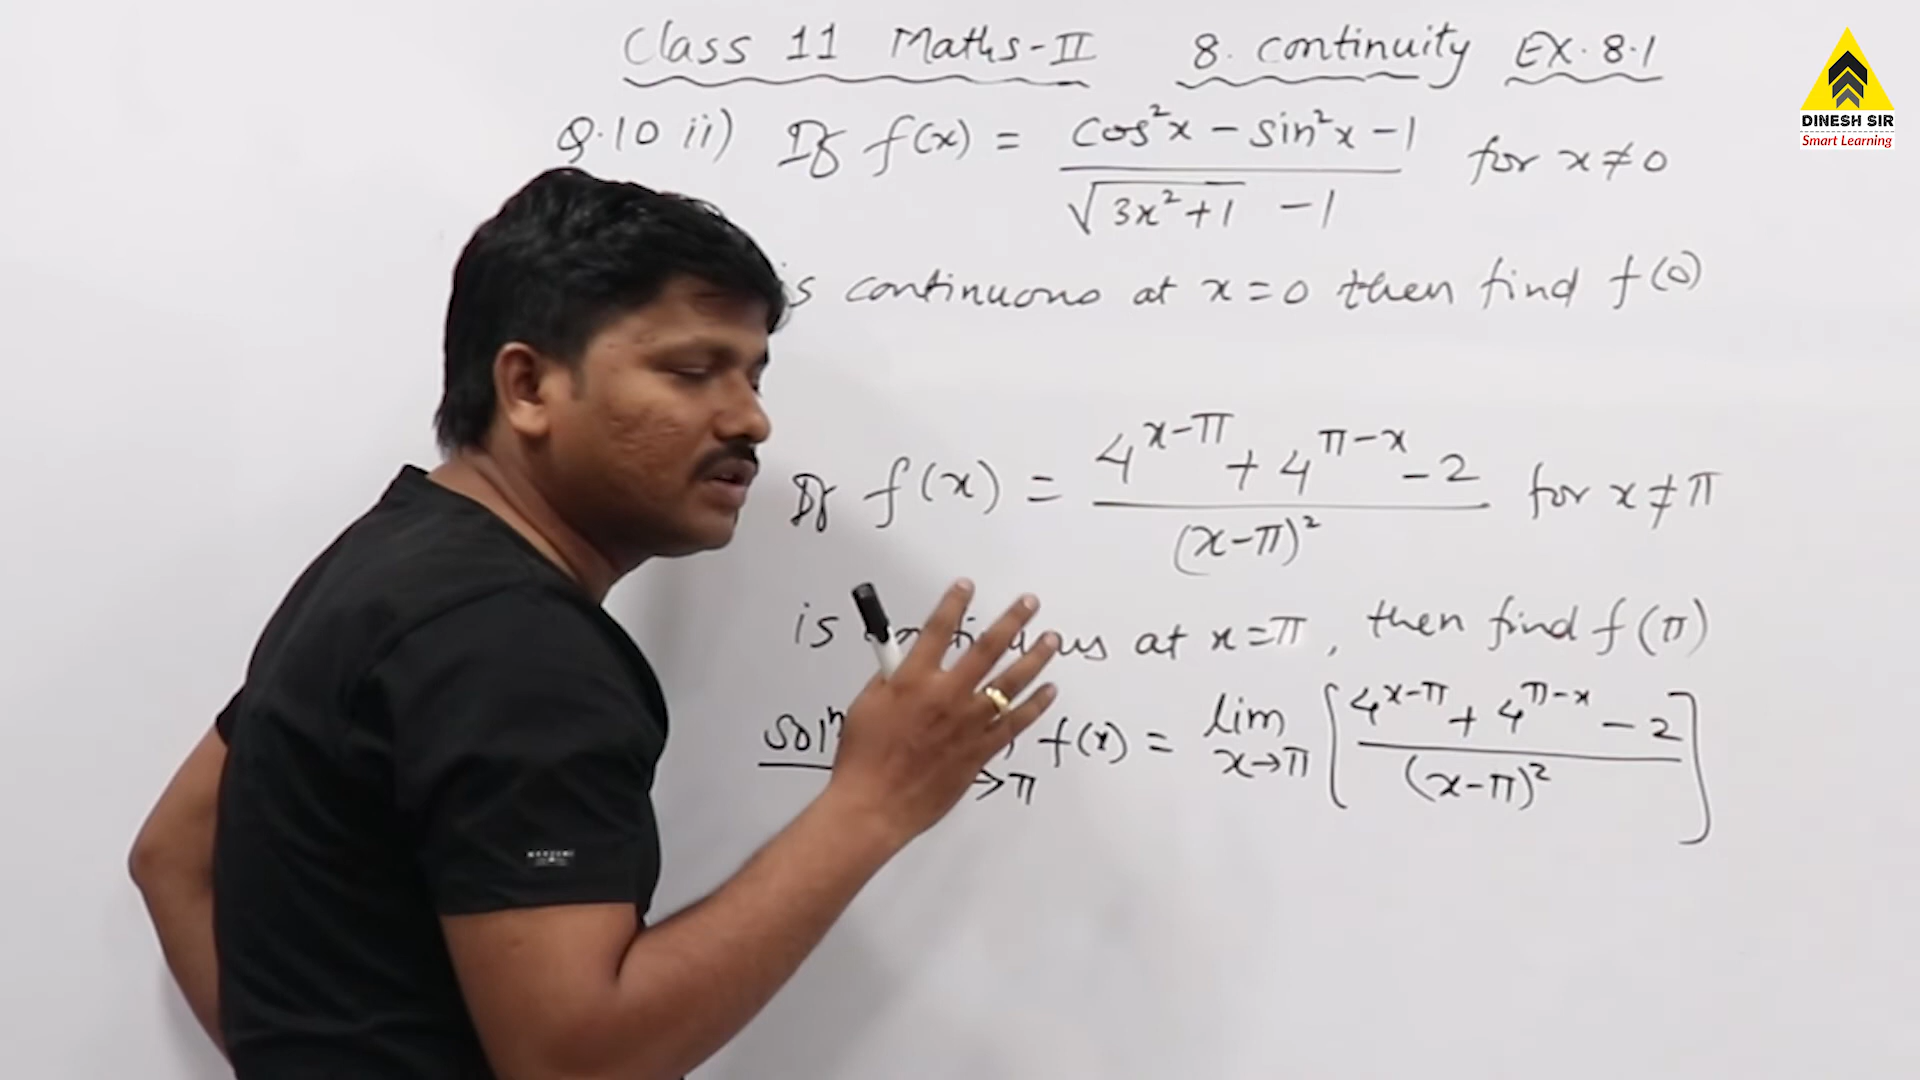 Class 11 Maths-II 8. Continuity EX. 8.1
DINESH SIR
Smart Learning
Q.10 ii) If f(x) = cos²x - sin²x - 1 / √(3x²+1) - 1 for x ≠ 0
is continuous at x = 0 then find f(0)
If f(x) = 4^(x-π) + 4^(π-x) - 2 / (x-π)² for x ≠ π
is continuous at x = π, then find f(π)
Solⁿ →π f(x) = lim x→π [4^(x-π) + 4^(π-x) - 2 / (x-π)²]